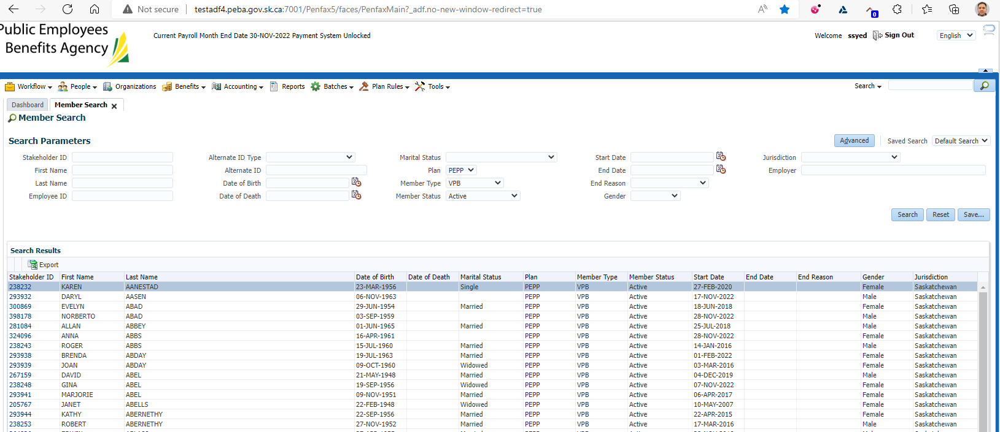 Not secure testadf4.peba.gov.sk.ca:7001/Penfax5/faces/PenfaxMain?_adf.no-new-window-redirect=true
0
Public Employees
Benefits Agency
Current Payroll Month End Date 30-NOV-2022 Payment System Unlocked
Welcome ssyed Sign Out English
Workflow People Organizations Benefits Accounting Reports Batches Plan Rules Tools Search
Dashboard Member Search
Member Search
Search Parameters Advanced Saved Search Default Search
Stakeholder ID Alternate ID Type Marital Status Start Date Jurisdiction
First Name Alternate ID Plan PEPP End Date Employer
Last Name Date of Birth Member Type VPB End Reason
Employee ID Date of Death Member Status Active Gender
Search Reset Save...
Search Results
Export
Stakeholder ID First Name Last Name Date of Birth Date of Death Marital Status Plan Member Type Member Status Start Date End Date End Reason Gender Jurisdiction
238232 KAREN AANESTAD 23-MAR-1956 Single PEPP VPB Active 27-FEB-2020 Female Saskatchewan
293932 DARYL AASEN 06-NOV-1963 PEPP VPB Active 17-NOV-2022 Male Saskatchewan
300869 EVELYN ABAD 29-JUN-1954 Married PEPP VPB Active 18-JUN-2018 Female Saskatchewan
398178 NORBERTO ABAD 03-SEP-1959 PEPP VPB Active 28-NOV-2022 Male Saskatchewan
281084 ALLAN ABBEY 01-JUN-1965 Married PEPP VPB Active 25-JUL-2018 Male Saskatchewan
324096 ANNA ABBS 16-APR-1961 PEPP VPB Active 28-NOV-2022 Female Saskatchewan
238243 ROGER ABBS 15-JUL-1960 Married PEPP VPB Active 14-JAN-2016 Male Saskatchewan
293938 BRENDA ABDAY 19-JUL-1963 Married PEPP VPB Active 01-FEB-2022 Female Saskatchewan
293939 JOAN ABDAY 09-OCT-1960 Widowed PEPP VPB Active 03-MAR-2016 Female Saskatchewan
267159 DAVID ABEL 21-MAY-1948 Married PEPP VPB Active 04-DEC-2019 Male Saskatchewan
238248 GINA ABEL 19-SEP-1956 Widowed PEPP VPB Active 07-NOV-2022 Female Saskatchewan
293941 MARJORIE ABEL 09-NOV-1951 Married PEPP VPB Active 06-APR-2017 Female Saskatchewan
205767 JANET ABELLS 22-FEB-1948 Widowed PEPP VPB Active 10-MAY-2007 Female Saskatchewan
293944 KATHY ABERNETHY 22-SEP-1956 Married PEPP VPB Active 22-APR-2015 Female Saskatchewan
238253 ROBERT ABERNETHY 27-NOV-1952 Married PEPP VPB Active 17-MAR-2016 Male Saskatchewan